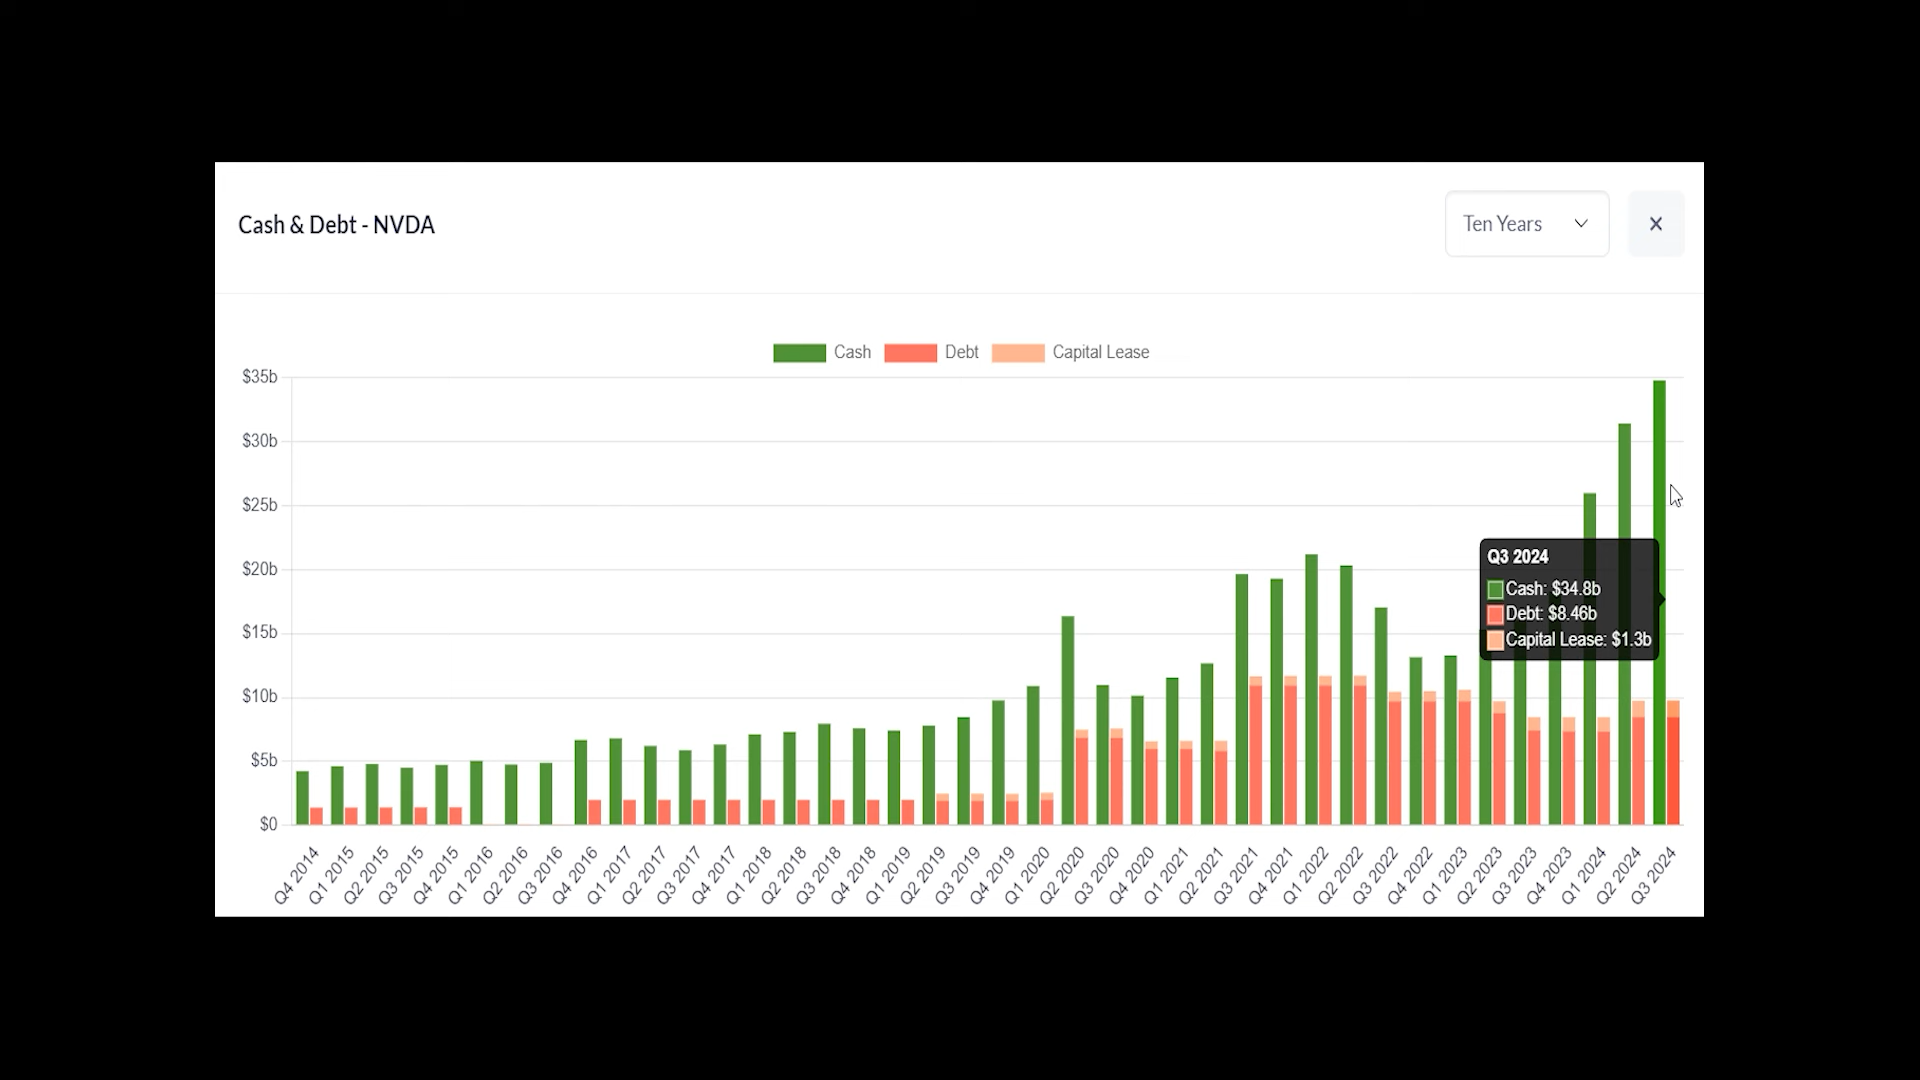 Cash & Debt - NVDA
Ten Years
Cash Debt Capital Lease
$35b
$30b
$25b
$20b
$15b
$10b
$5b
$0
Q3 2024
Cash: $34.8b
Debt: $8.46b
Capital Lease: $1.3b
Q4 2014
Q1 2015
Q2 2015
Q3 2015
Q4 2015
Q1 2016
Q2 2016
Q3 2016
Q4 2016
Q1 2017
Q2 2017
Q3 2017
Q4 2017
Q1 2018
Q2 2018
Q3 2018
Q4 2018
Q1 2019
Q2 2019
Q3 2019
Q4 2019
Q1 2020
Q2 2020
Q3 2020
Q4 2020
Q1 2021
Q2 2021
Q3 2021
Q4 2021
Q1 2022
Q2 2022
Q3 2022
Q4 2022
Q1 2023
Q2 2023
Q3 2023
Q4 2023
Q1 2024
Q2 2024
Q3 2024